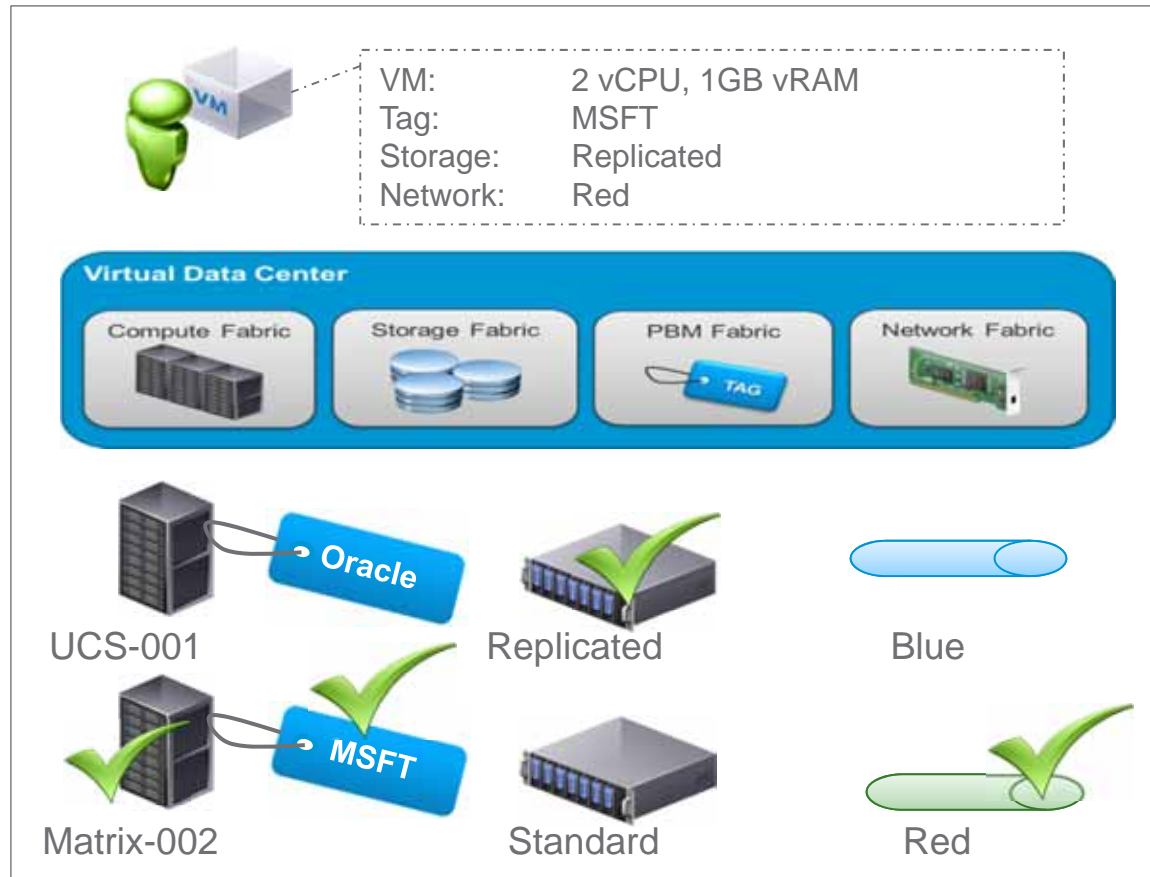 VM
VM: 2 vCPU, 1GB vRAM
Tag: MSFT
Storage: Replicated
Network: Red
Virtual Data Center
Compute Fabric Storage Fabric PBM Fabric Network Fabric
TAG
Oracle
UCS-001 Replicated Blue
MSFT
Matrix-002 Standard Red